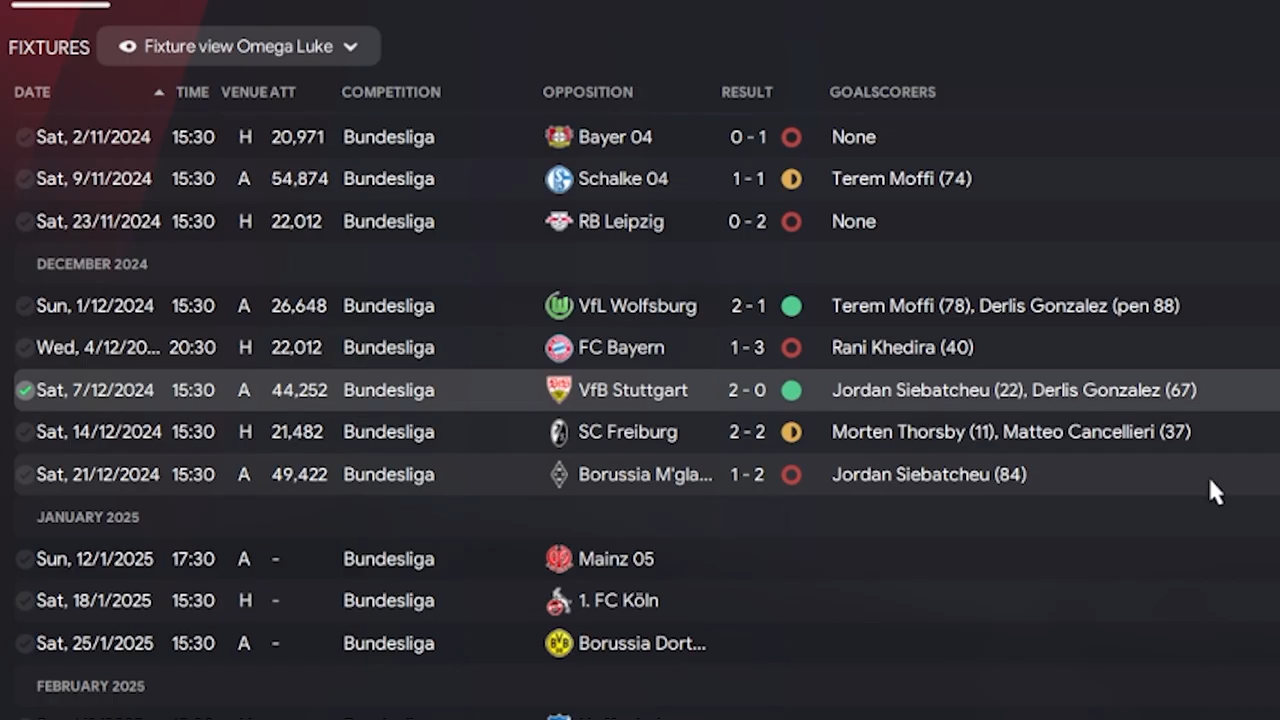 FIXTURES Fixture view Omega Luke
DATE TIME VENUE ATT COMPETITION OPPOSITION RESULT GOALSCORERS
Sat, 2/11/2024 15:30 H 20,971 Bundesliga Bayer 04 0 - 1 None
Sat, 9/11/2024 15:30 A 54,874 Bundesliga Schalke 04 1 - 1 Terem Moffi (74)
Sat, 23/11/2024 15:30 H 22,012 Bundesliga RB Leipzig 0 - 2 None
DECEMBER 2024
Sun, 1/12/2024 15:30 A 26,648 Bundesliga VfL Wolfsburg 2 - 1 Terem Moffi (78), Derlis Gonzalez (pen 88)
Wed, 4/12/20... 20:30 H 22,012 Bundesliga FC Bayern 1 - 3 Rani Khedira (40)
Sat, 7/12/2024 15:30 A 44,252 Bundesliga VfB Stuttgart 2 - 0 Jordan Siebatcheu (22), Derlis Gonzalez (67)
Sat, 14/12/2024 15:30 H 21,482 Bundesliga SC Freiburg 2 - 2 Morten Thorsby (11), Matteo Cancellieri (37)
Sat, 21/12/2024 15:30 A 49,422 Bundesliga Borussia M'gla... 1 - 2 Jordan Siebatcheu (84)
JANUARY 2025
Sun, 12/1/2025 17:30 A - Bundesliga Mainz 05
Sat, 18/1/2025 15:30 H - Bundesliga 1. FC Köln
Sat, 25/1/2025 15:30 A - Bundesliga Borussia Dort...
FEBRUARY 2025